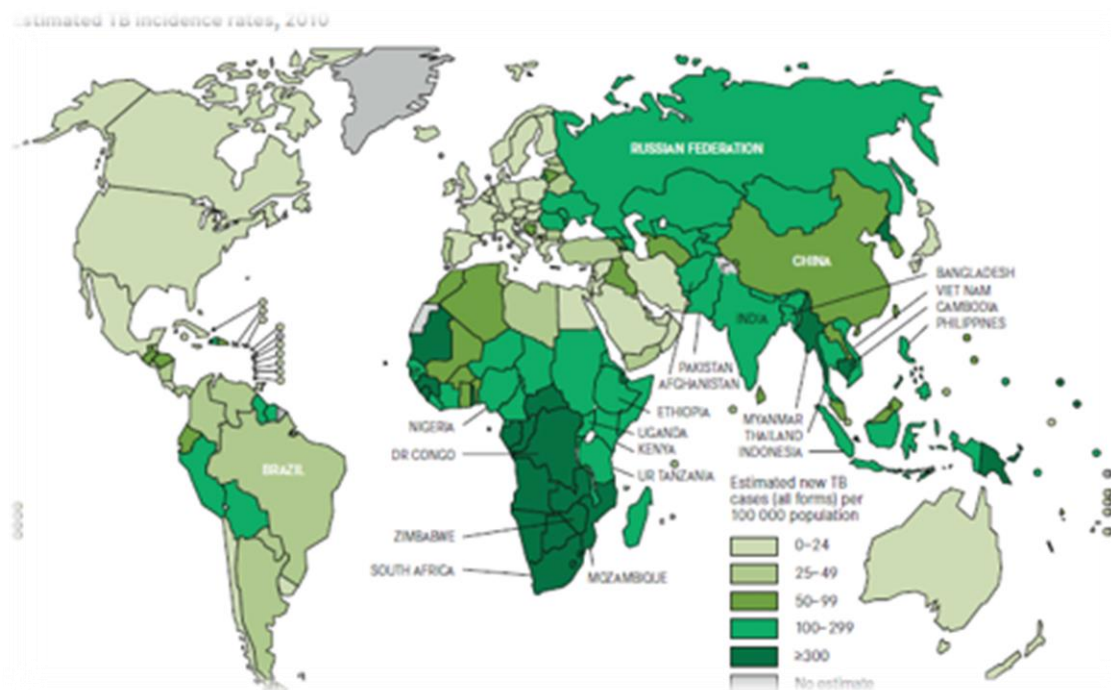 Estimated TB incidence rates, 2010
RUSSIAN FEDERATION
CHINA
BANGLADESH
VIET NAM
CAMBODIA
PHILIPPINES
INDIA
PAKISTAN
AFGHANISTAN
NIGERIA
ETHIOPIA
MYANMAR
THAILAND
INDONESIA
UGANDA
KENYA
DR CONGO
UR TANZANIA
BRAZIL
ZIMBABWE
SOUTH AFRICA
MOZAMBIQUE
Estimated new TB
cases (all forms) per
100 000 population
0–24
25–49
50–99
100–299
≥300
No estimate